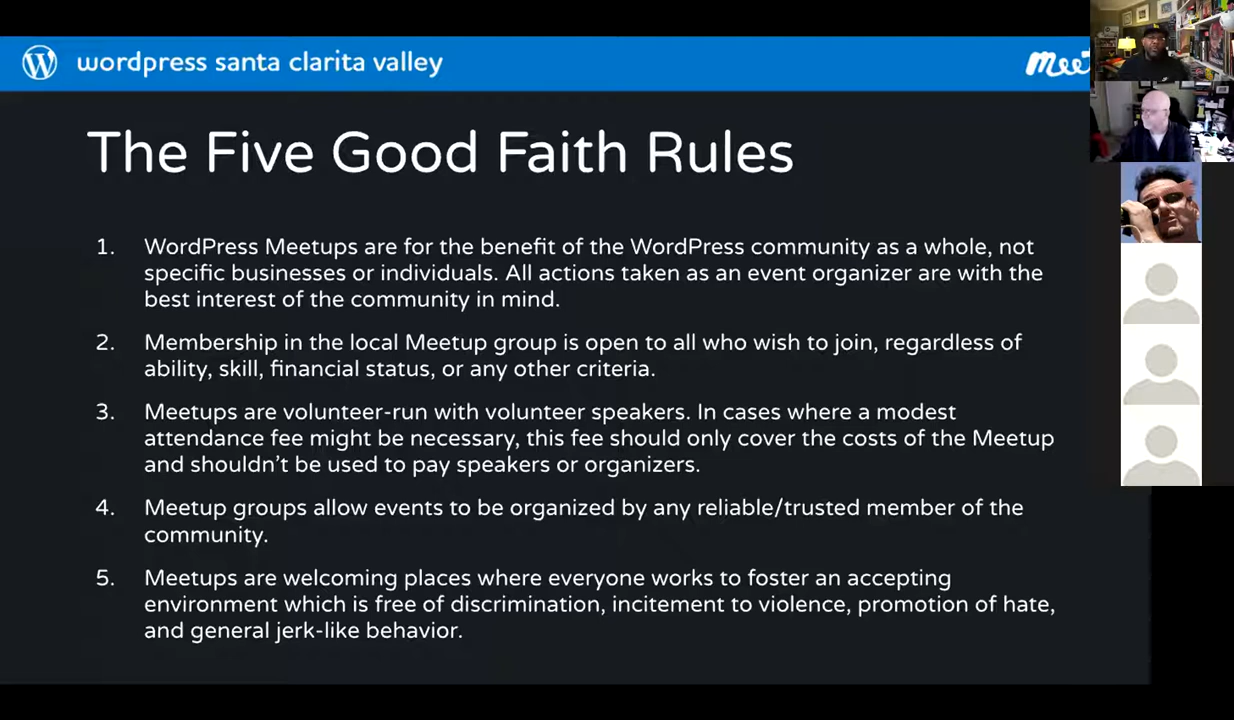 wordpress santa clarita valley
The Five Good Faith Rules
1. WordPress Meetups are for the benefit of the WordPress community as a whole, not
specific businesses or individuals. All actions taken as an event organizer are with the
best interest of the community in mind.
2. Membership in the local Meetup group is open to all who wish to join, regardless of
ability, skill, financial status, or any other criteria.
3. Meetups are volunteer-run with volunteer speakers. In cases where a modest
attendance fee might be necessary, this fee should only cover the costs of the Meetup
and shouldn't be used to pay speakers or organizers.
4. Meetup groups allow events to be organized by any reliable/trusted member of the
community.
5. Meetups are welcoming places where everyone works to foster an accepting
environment which is free of discrimination, incitement to violence, promotion of hate,
and general jerk-like behavior.